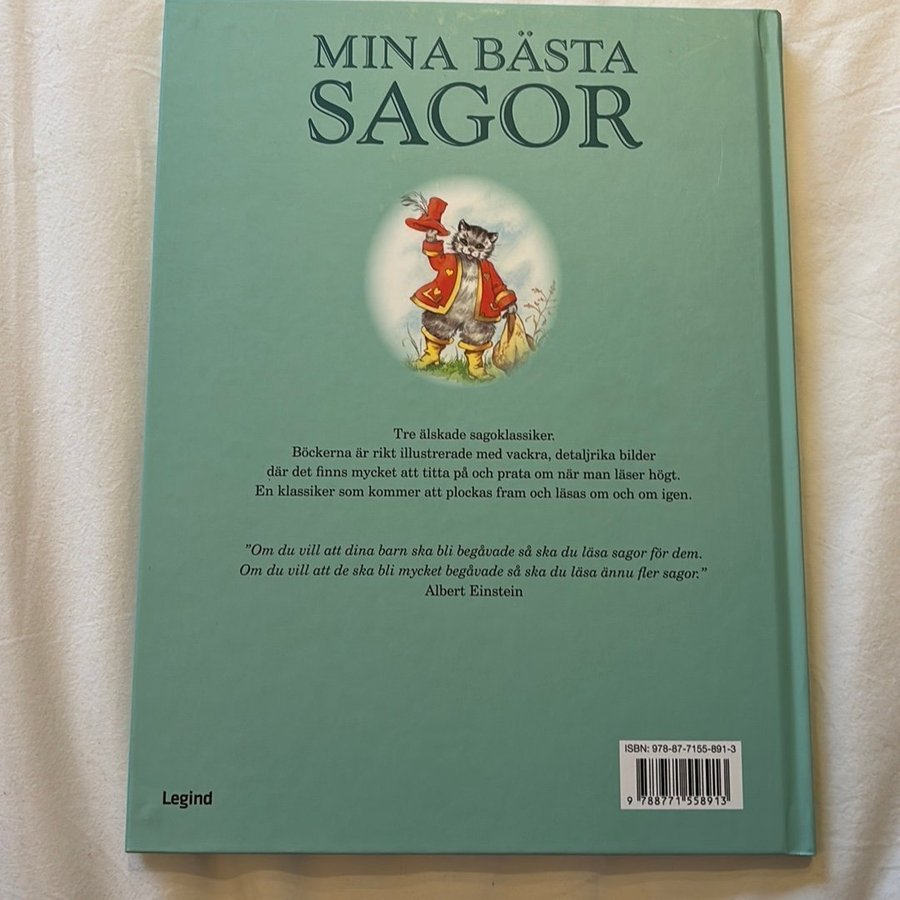 MINA BÄSTA
SAGOR
Tre älskade sagoklassiker.
Böckerna är rikt illustrerade med vackra, detaljrika bilder
där det finns mycket att titta på och prata om när man läser högt.
En klassiker som kommer att plockas fram och läsas om och om igen.
”Om du vill att dina barn ska bli begåvade så ska du läsa sagor för dem.
Om du vill att de ska bli mycket begåvade så ska du läsa ännu fler sagor.”
Albert Einstein
ISBN: 978-87-7155-891-3
9 788771 558913
Legind